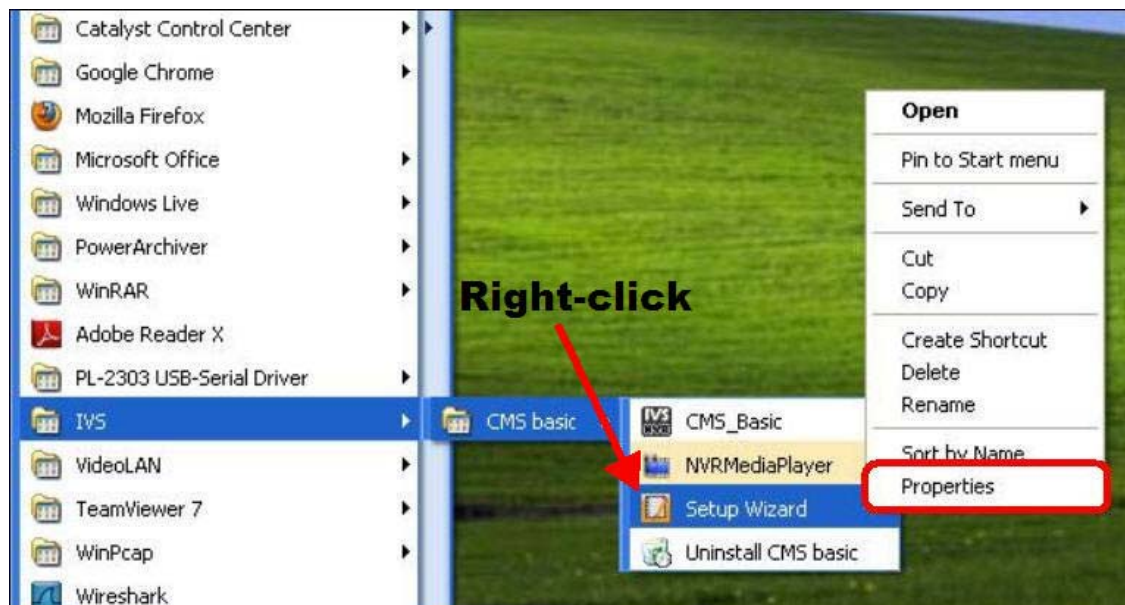 Catalyst Control Center
Google Chrome
Mozilla Firefox
Microsoft Office
Windows Live
PowerArchiver
WinRAR
Adobe Reader X
PL-2303 USB-Serial Driver
IVS
VideoLAN
TeamViewer 7
WinPcap
Wireshark
Right-click
CMS basic
IVS
NVR
CMS_Basic
NVRMediaPlayer
Setup Wizard
Uninstall CMS basic
Open
Pin to Start menu
Send To
Cut
Copy
Create Shortcut
Delete
Rename
Sort by Name
Properties